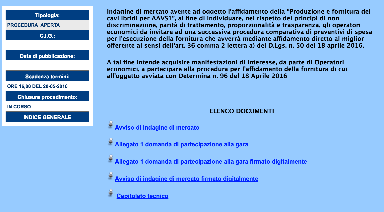 Tipologia:
PROCEDURA APERTA
C.I.G.:
Data di pubblicazione:
Scadenza termini
ORE 16,00 DEL 20-05-2016
Chiusura procedimento:
IN CORSO
INDICE GENERALE
Indagine di mercato avente ad oggetto l'affidamento della "Produzione e fornitura dei
cavi ibridi per AAVS1", al fine di individuare, nel rispetto dei principi di non
discriminazione, parità di trattamento, proporzionalità e trasparenza, gli operatori
economici da invitare ad una successiva procedura comparativa di preventivi di spesa
per l'esecuzione della fornitura che avverrà mediante affidamento diretto al miglior
offerente ai sensi dell'art. 36 comma 2 lettera a) del D.Lgs. n. 50 del 18 aprile 2016.
A tal fine intende acquisire manifestazioni di interesse, da parte di Operatori
economici, a partecipare alla procedura per l'affidamento della fornitura di cui
all'oggetto avviata con Determina n. 96 del 18 Aprile 2016
ELENCO DOCUMENTI
Avviso di indagine di mercato
Allegato 1 domanda di partecipazione alla gara
Allegato 1 domanda di partecipazione alla gara firmato digitalmente
Avviso di indagine di mercato firmato digitalmente
Capitolato tecnico